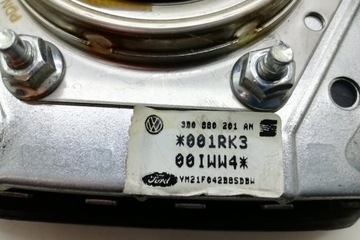 3B0 880 201 AM
*001RK3
00IWW4*
Ford YM21F042B85DBW